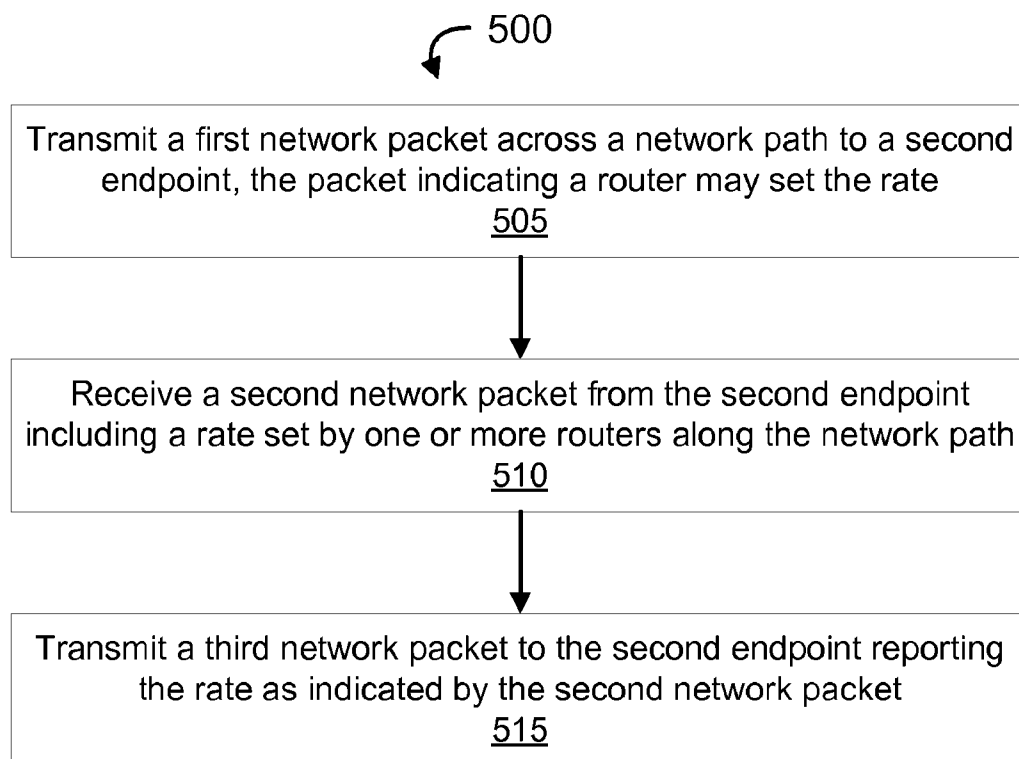 500
Transmit a first network packet across a network path to a second
endpoint, the packet indicating a router may set the rate
505
Receive a second network packet from the second endpoint
including a rate set by one or more routers along the network path
510
Transmit a third network packet to the second endpoint reporting
the rate as indicated by the second network packet
515